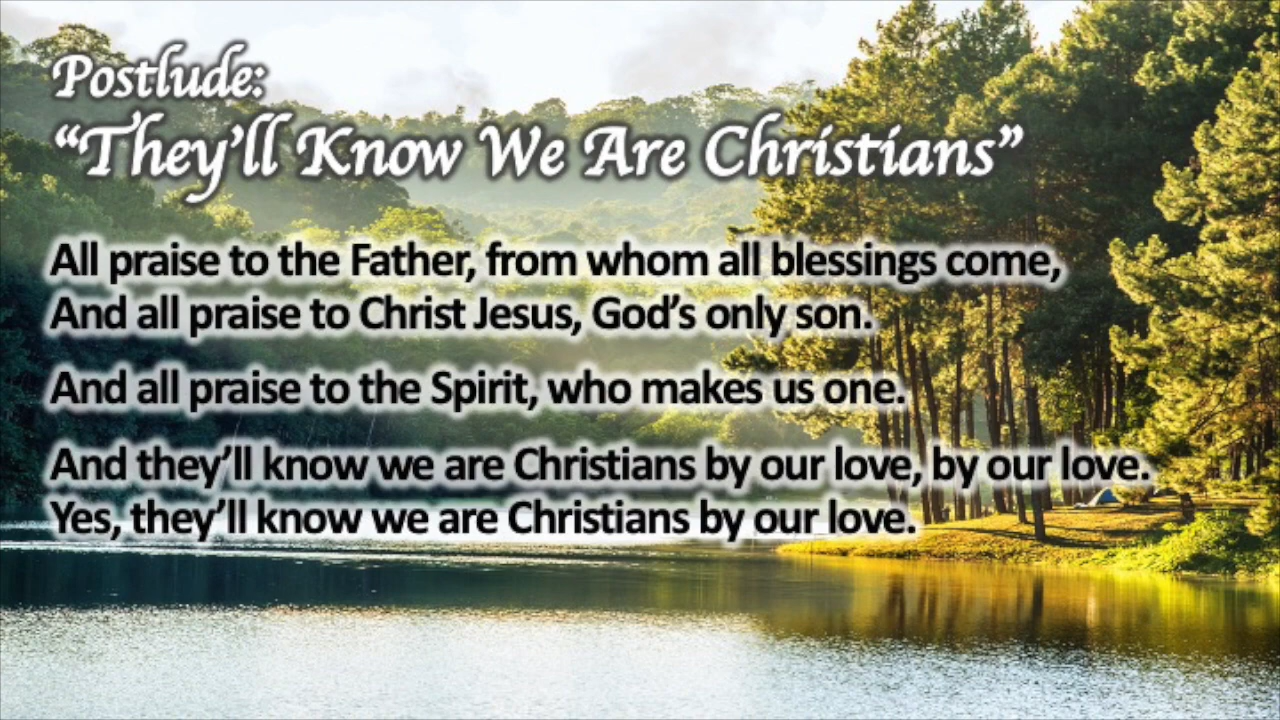 Postlude:
“They’ll Know We Are Christians”
All praise to the Father, from whom all blessings come,
And all praise to Christ Jesus, God’s only son.
And all praise to the Spirit, who makes us one.
And they’ll know we are Christians by our love, by our love.
Yes, they’ll know we are Christians by our love.